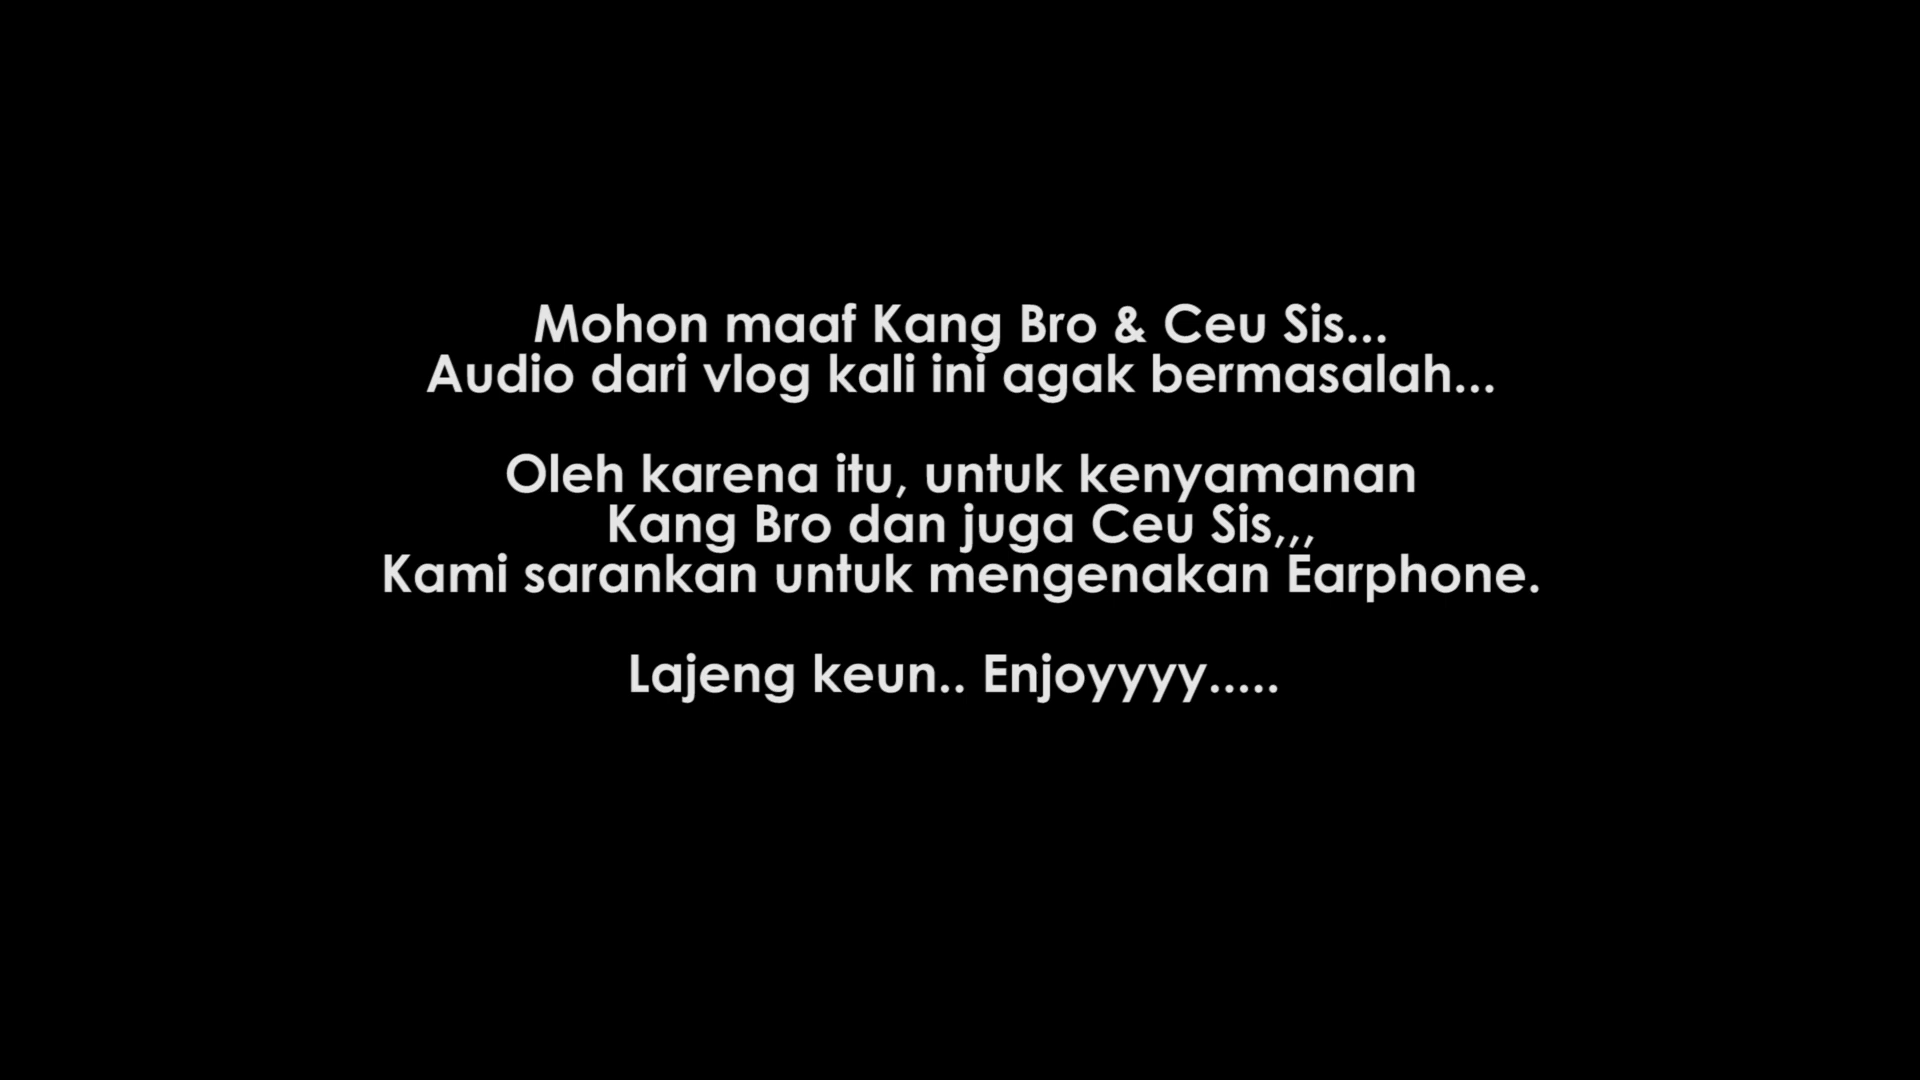 Mohon maaf Kang Bro & Ceu Sis...
Audio dari vlog kali ini agak bermasalah...
Oleh karena itu, untuk kenyamanan
Kang Bro dan juga Ceu Sis,,,
Kami sarankan untuk mengenakan Earphone.
Lajeng keun.. Enjoyyyy.....